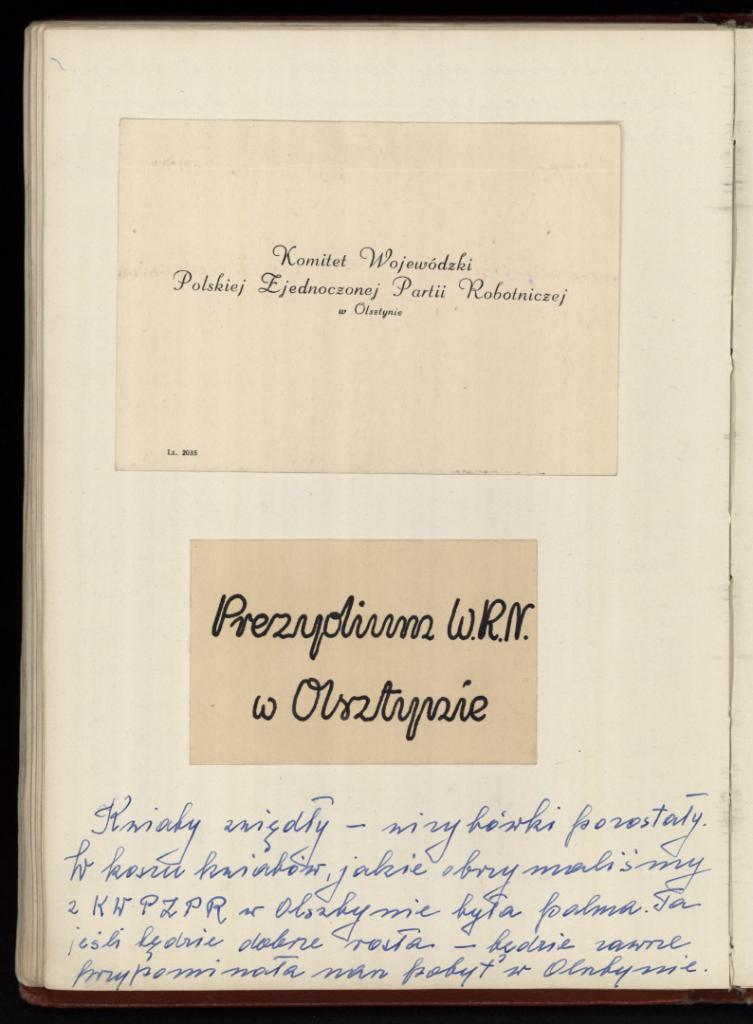 Komitet Wojewódzki
Polskiej Zjednoczonej Partii Robotniczej
w Olsztynie
Lz. 2035
Prezydium W.R.N.
w Olsztynie
Kwiaty zwiędły – wizytówki pozostały.
W koszu kwiatów, jakie otrzymaliśmy
z KW PZPR w Olsztynie była palma. Ta
jeśli będzie dobrze rosła – będzie zawsze
przypominała nam pobyt w Olsztynie.